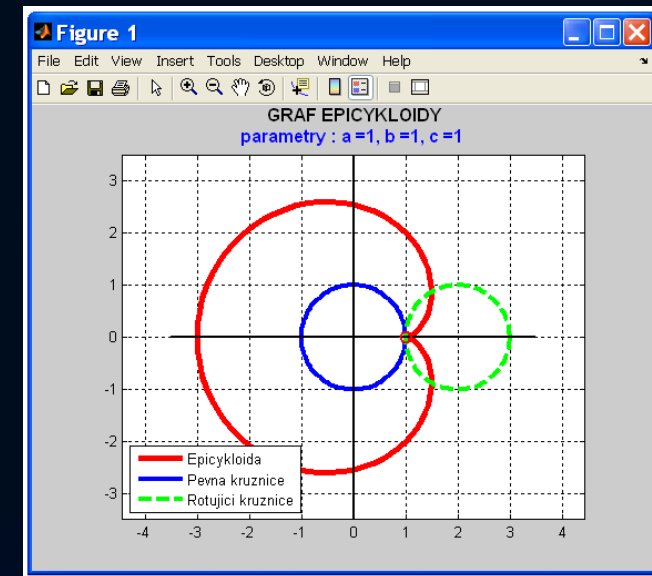 Figure 1
File Edit View Insert Tools Desktop Window Help
GRAF EPICYKLOIDY
parametry : a =1, b =1, c =1
3
2
1
0
-1
-2
-3
Epicykloida
Pevna kruznice
Rotujici kruznice
-4 -3 -2 -1 0 1 2 3 4